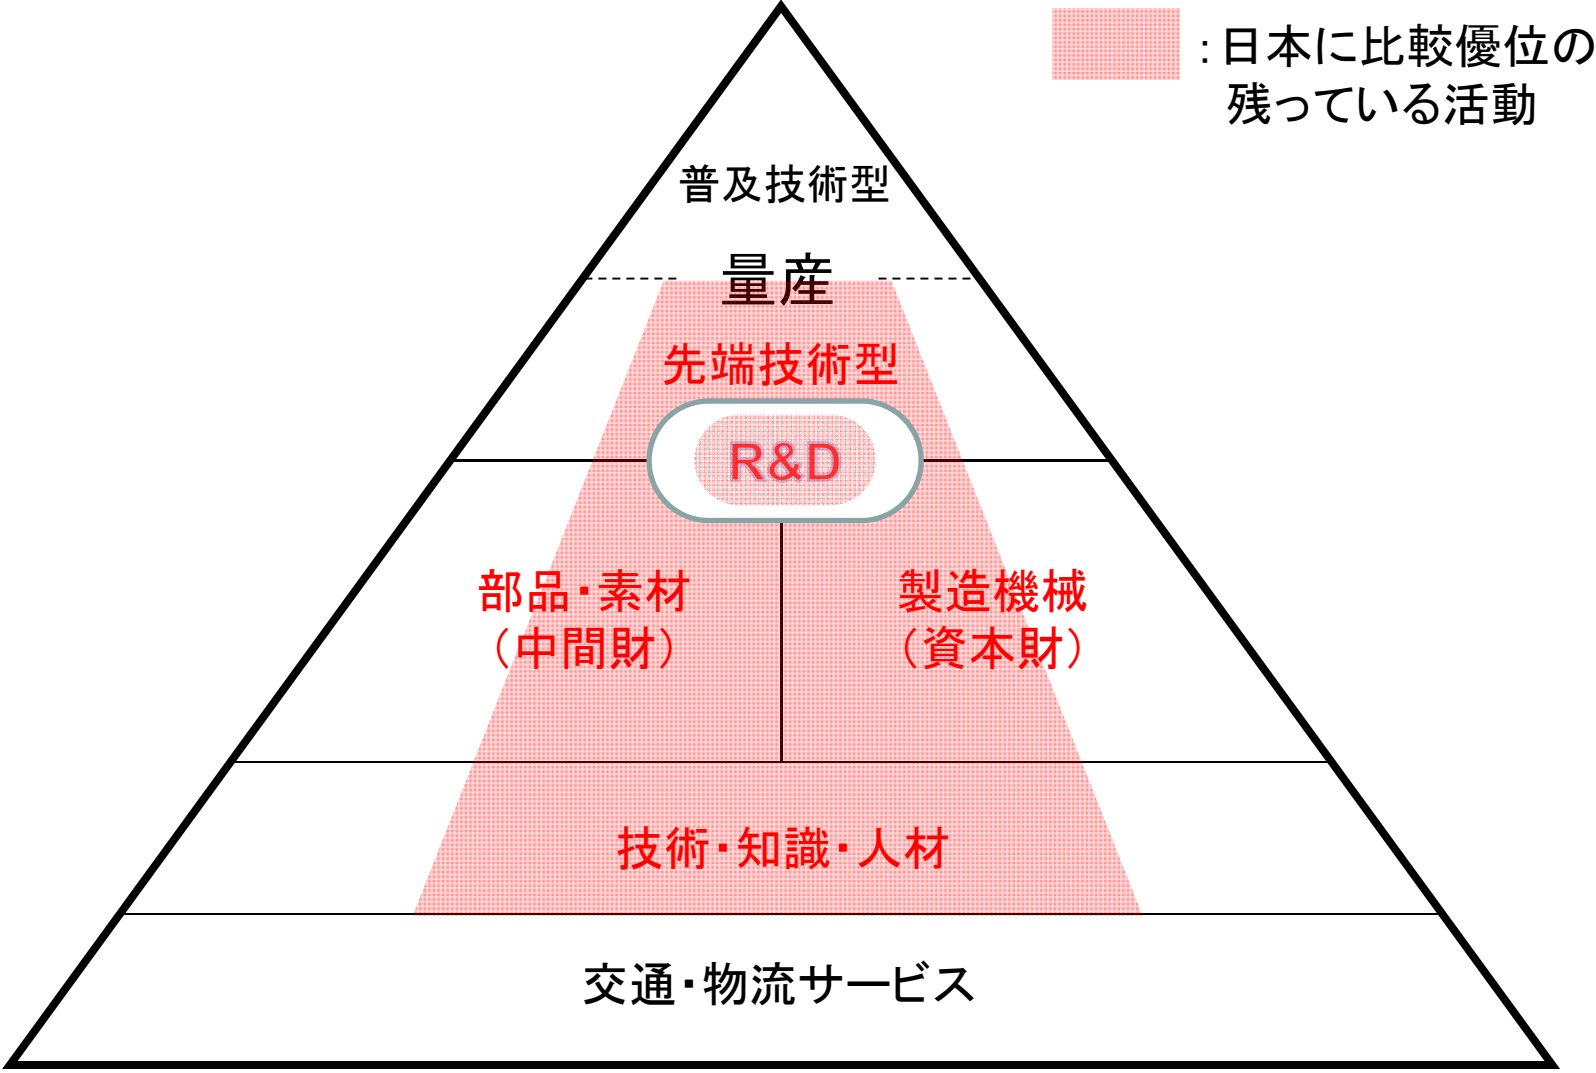 ：日本に比較優位の
残っている活動
普及技術型
量産
先端技術型
R&D
部品・素材
（中間財）
製造機械
（資本財）
技術・知識・人材
交通・物流サービス